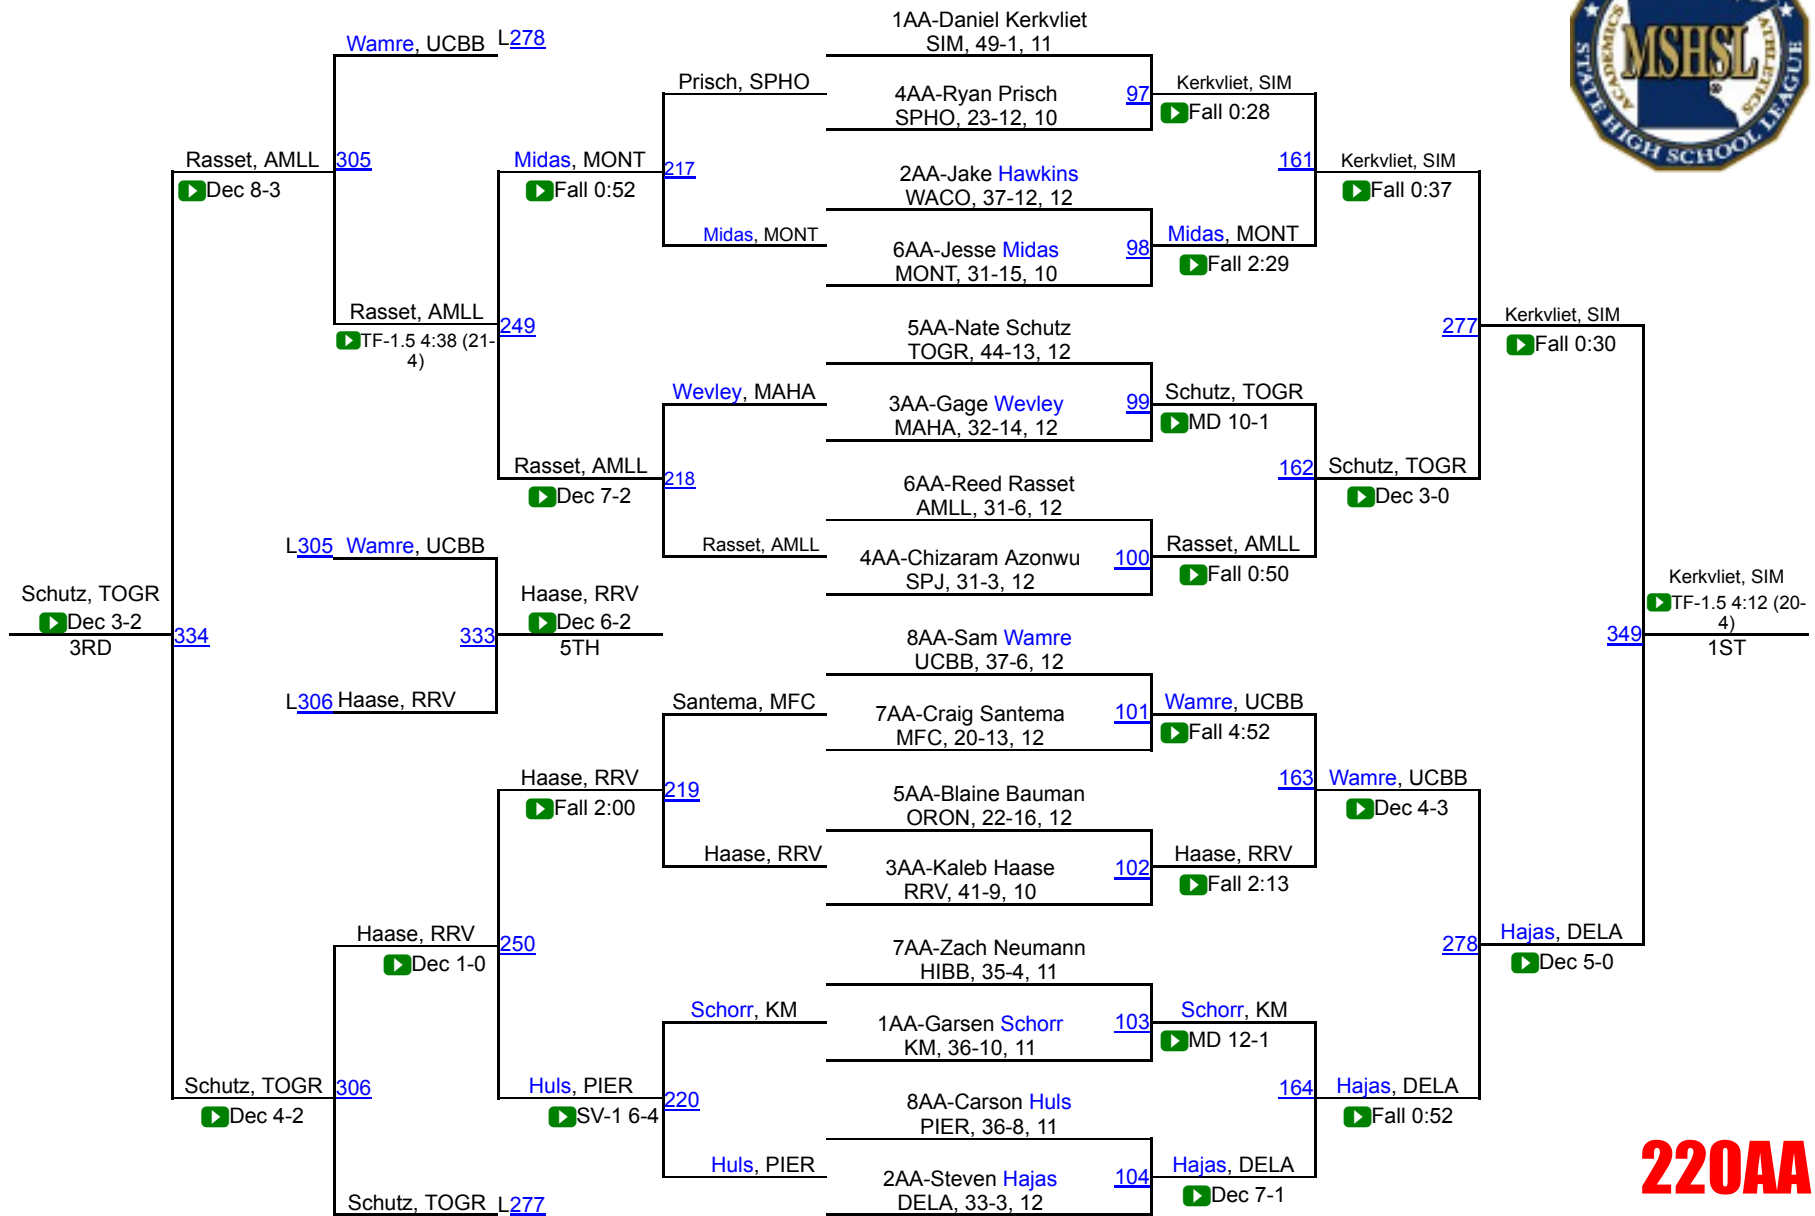 Wamre, UCBB L278
1AA-Daniel Kerkvliet
SIM, 49-1, 11
Prisch, SPHO
4AA-Ryan Prisch
SPHO, 23-12, 10
97
Kerkvliet, SIM
Fall 0:28
Rasset, AMLL
305
Dec 8-3
Midas, MONT
217
Fall 0:52
2AA-Jake Hawkins
WACO, 37-12, 12
161
Kerkvliet, SIM
Fall 0:37
Midas, MONT
6AA-Jesse Midas
MONT, 31-15, 10
98
Midas, MONT
Fall 2:29
Rasset, AMLL
249
TF-1.5 4:38 (21-
4)
5AA-Nate Schutz
TOGR, 44-13, 12
277
Kerkvliet, SIM
Fall 0:30
Wevley, MAHA
3AA-Gage Wevley
MAHA, 32-14, 12
99
Schutz, TOGR
MD 10-1
Rasset, AMLL
218
Dec 7-2
6AA-Reed Rasset
AMLL, 31-6, 12
162
Schutz, TOGR
Dec 3-0
L305 Wamre, UCBB
Rasset, AMLL
4AA-Chizaram Azonwu
SPJ, 31-3, 12
100
Rasset, AMLL
Fall 0:50
Schutz, TOGR
Dec 3-2
3RD
334
333
Haase, RRV
Dec 6-2
5TH
8AA-Sam Wamre
UCBB, 37-6, 12
349
Kerkvliet, SIM
TF-1.5 4:12 (20-
4)
1ST
L306 Haase, RRV
Santema, MFC
7AA-Craig Santema
MFC, 20-13, 12
101
Wamre, UCBB
Fall 4:52
Haase, RRV
219
Fall 2:00
5AA-Blaine Bauman
ORON, 22-16, 12
163
Wamre, UCBB
Dec 4-3
Haase, RRV
3AA-Kaleb Haase
RRV, 41-9, 10
102
Haase, RRV
Fall 2:13
Haase, RRV
250
Dec 1-0
7AA-Zach Neumann
HIBB, 35-4, 11
278
Hajas, DELA
Dec 5-0
Schorr, KM
1AA-Garsen Schorr
KM, 36-10, 11
103
Schorr, KM
MD 12-1
Schutz, TOGR
306
Dec 4-2
Huls, PIER
220
SV-1 6-4
8AA-Carson Huls
PIER, 36-8, 11
164
Hajas, DELA
Fall 0:52
Huls, PIER
2AA-Steven Hajas
DELA, 33-3, 12
104
Hajas, DELA
Dec 7-1
Schutz, TOGR L277
220AA
MSHSL
ACADEMICS
ATHLETICS
STATE HIGH SCHOOL LEAGUE